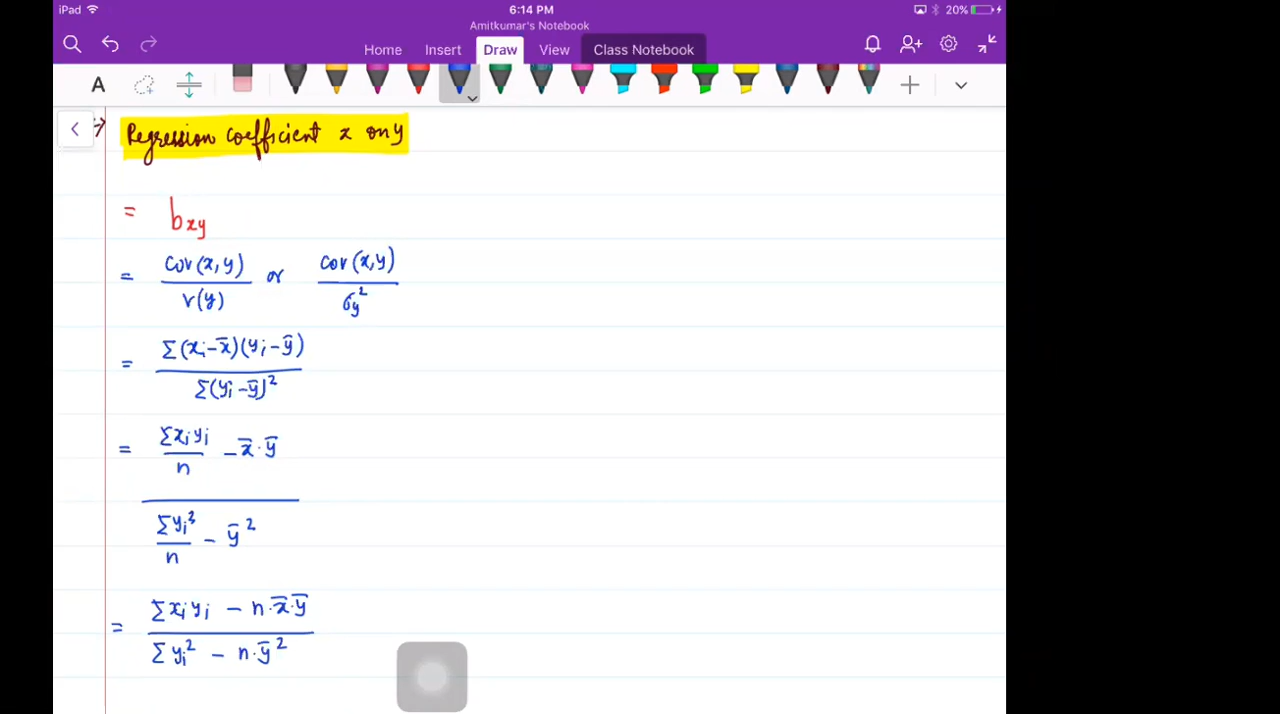 iPad 6:14 PM 20%
Amitkumar's Notebook
Home Insert Draw View Class Notebook
A
→ Regression coefficient x on y
= bxy
= cov(x,y)/v(y) or cov(x,y)/σy²
= Σ(xi-x̄)(yi-ȳ)/Σ(yi-ȳ)²
= (Σxiyi/n - x̄·ȳ)/(Σyi²/n - ȳ²)
= (Σxiyi - n·x̄·ȳ)/(Σyi² - n·ȳ²)